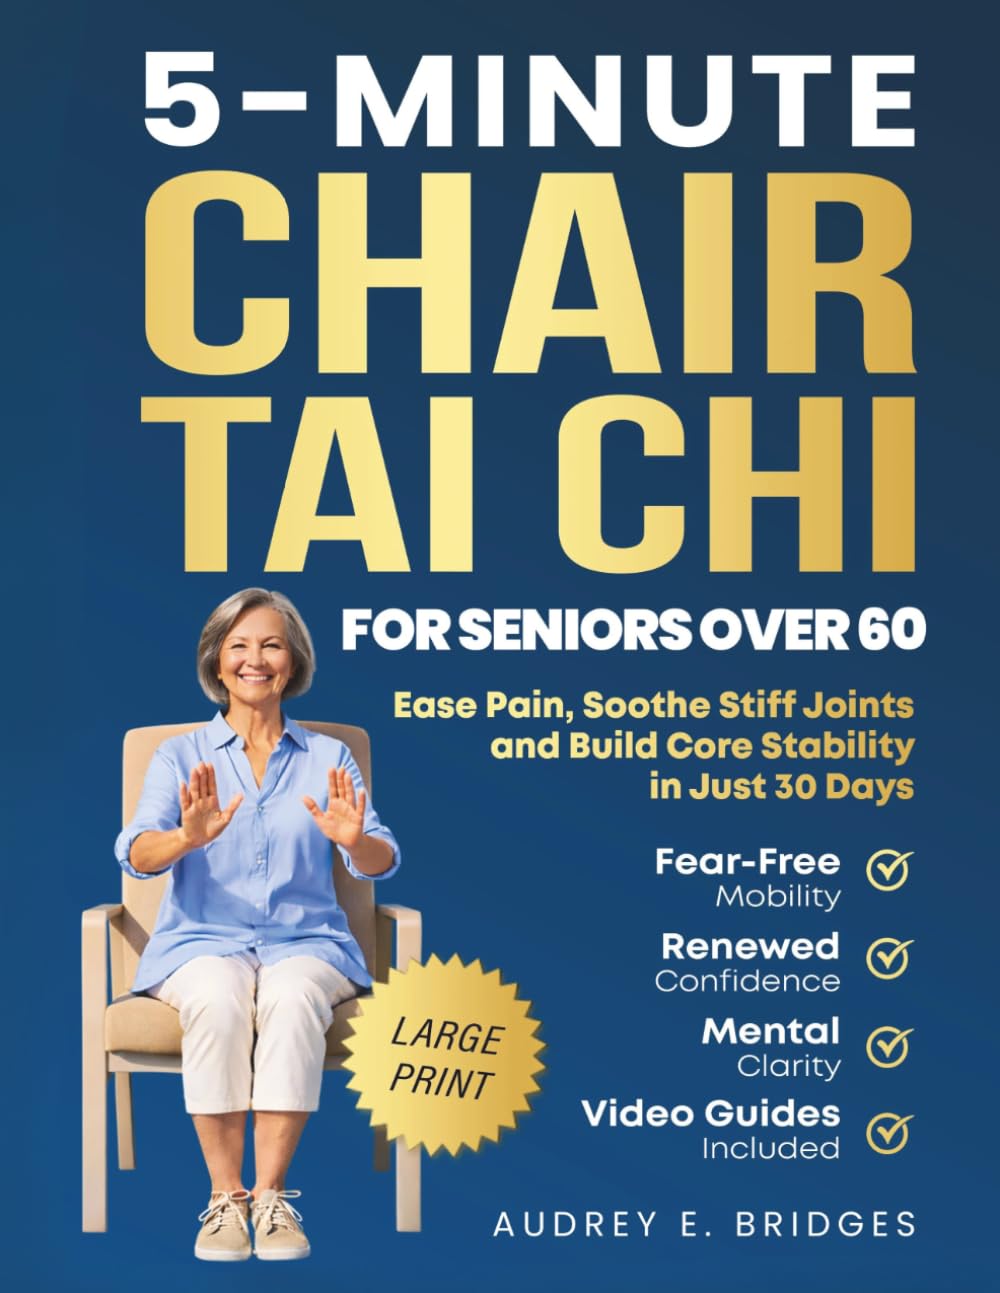 5-MINUTE
CHAIR
TAI CHI
FOR SENIORS OVER 60
Ease Pain, Soothe Stiff Joints
and Build Core Stability
in Just 30 Days
Fear-Free
Mobility
Renewed
Confidence
Mental
Clarity
Video Guides
Included
LARGE
PRINT
AUDREY E. BRIDGES